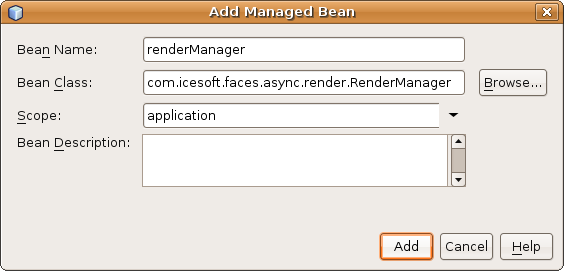 Add Managed Bean
Bean Name: renderManager
Bean Class: com.icesoft.faces.async.render.RenderManager Browse...
Scope: application
Bean Description:
Add Cancel Help